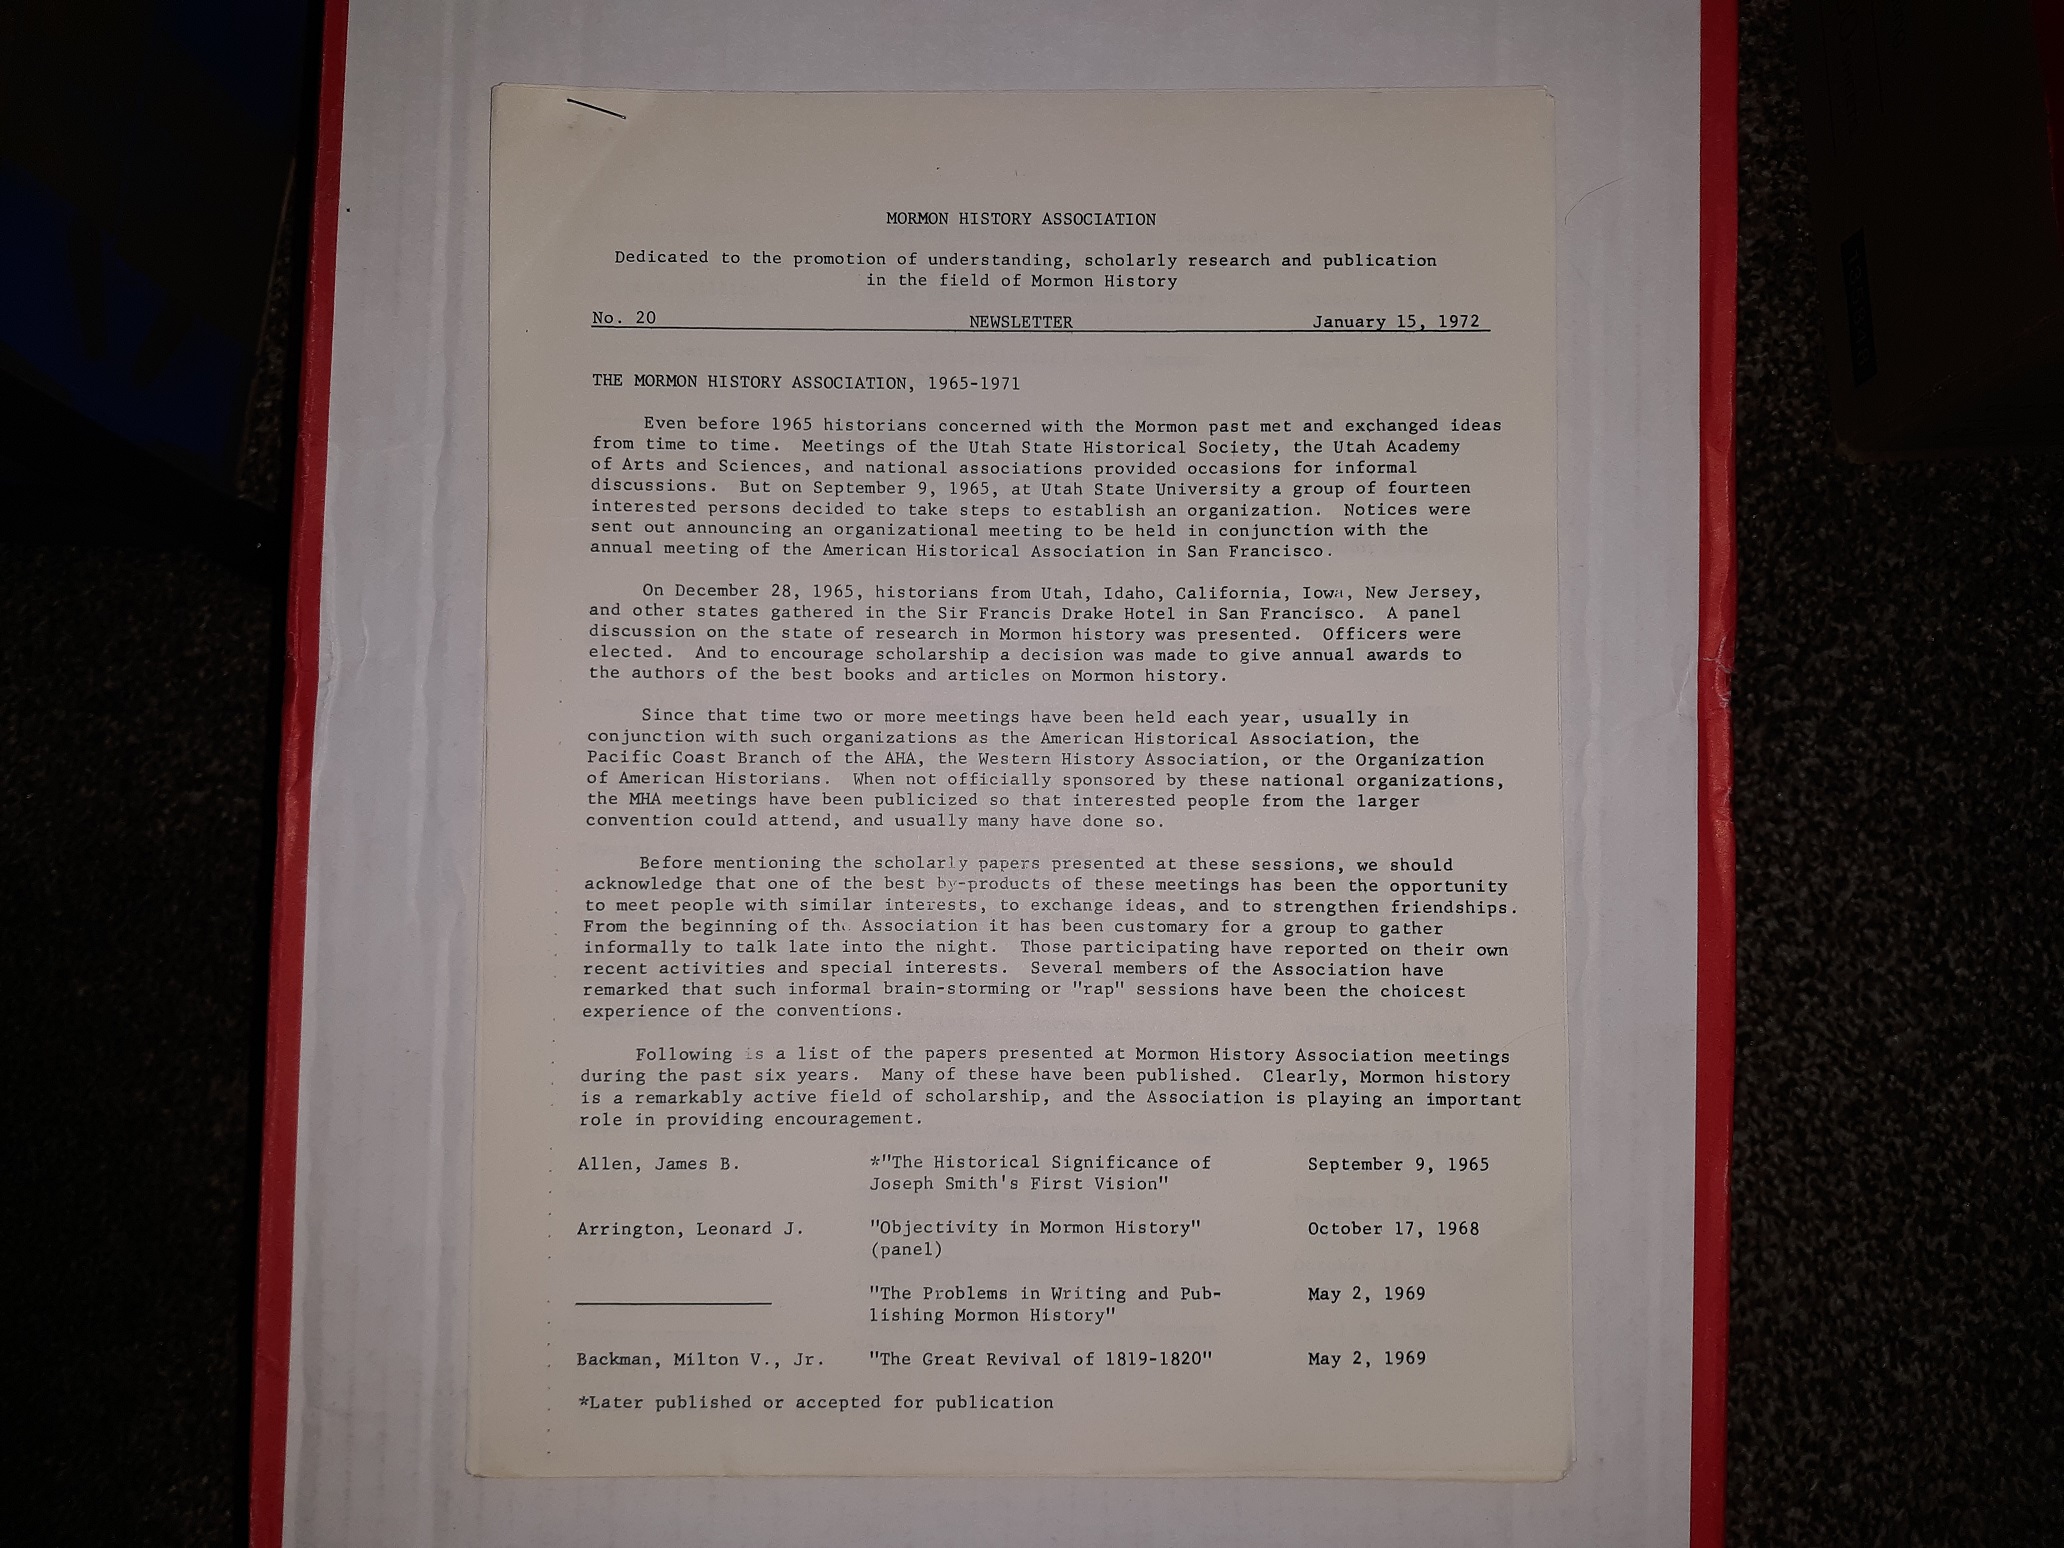 MORMON HISTORY ASSOCIATION
Dedicated to the promotion of understanding, scholarly research and publication
in the field of Mormon History
No. 20 NEWSLETTER January 15, 1972
THE MORMON HISTORY ASSOCIATION, 1965-1971
Even before 1965 historians concerned with the Mormon past met and exchanged ideas
from time to time. Meetings of the Utah State Historical Society, the Utah Academy
of Arts and Sciences, and national associations provided occasions for informal
discussions. But on September 9, 1965, at Utah State University a group of fourteen
interested persons decided to take steps to establish an organization. Notices were
sent out announcing an organizational meeting to be held in conjunction with the
annual meeting of the American Historical Association in San Francisco.
On December 28, 1965, historians from Utah, Idaho, California, Iowa, New Jersey,
and other states gathered in the Sir Francis Drake Hotel in San Francisco. A panel
discussion on the state of research in Mormon history was presented. Officers were
elected. And to encourage scholarship a decision was made to give annual awards to
the authors of the best books and articles on Mormon history.
Since that time two or more meetings have been held each year, usually in
conjunction with such organizations as the American Historical Association, the
Pacific Coast Branch of the AHA, the Western History Association, or the Organization
of American Historians. When not officially sponsored by these national organizations,
the MHA meetings have been publicized so that interested people from the larger
convention could attend, and usually many have done so.
Before mentioning the scholarly papers presented at these sessions, we should
acknowledge that one of the best by-products of these meetings has been the opportunity
to meet people with similar interests, to exchange ideas, and to strengthen friendships.
From the beginning of the Association it has been customary for a group to gather
informally to talk late into the night. Those participating have reported on their own
recent activities and special interests. Several members of the Association have
remarked that such informal brain-storming or "rap" sessions have been the choicest
experience of the conventions.
Following is a list of the papers presented at Mormon History Association meetings
during the past six years. Many of these have been published. Clearly, Mormon history
is a remarkably active field of scholarship, and the Association is playing an important
role in providing encouragement.
Allen, James B. *"The Historical Significance of September 9, 1965
Joseph Smith's First Vision"
Arrington, Leonard J. "Objectivity in Mormon History" October 17, 1968
(panel)
"The Problems in Writing and Pub- May 2, 1969
lishing Mormon History"
Backman, Milton V., Jr. "The Great Revival of 1819-1820" May 2, 1969
*Later published or accepted for publication